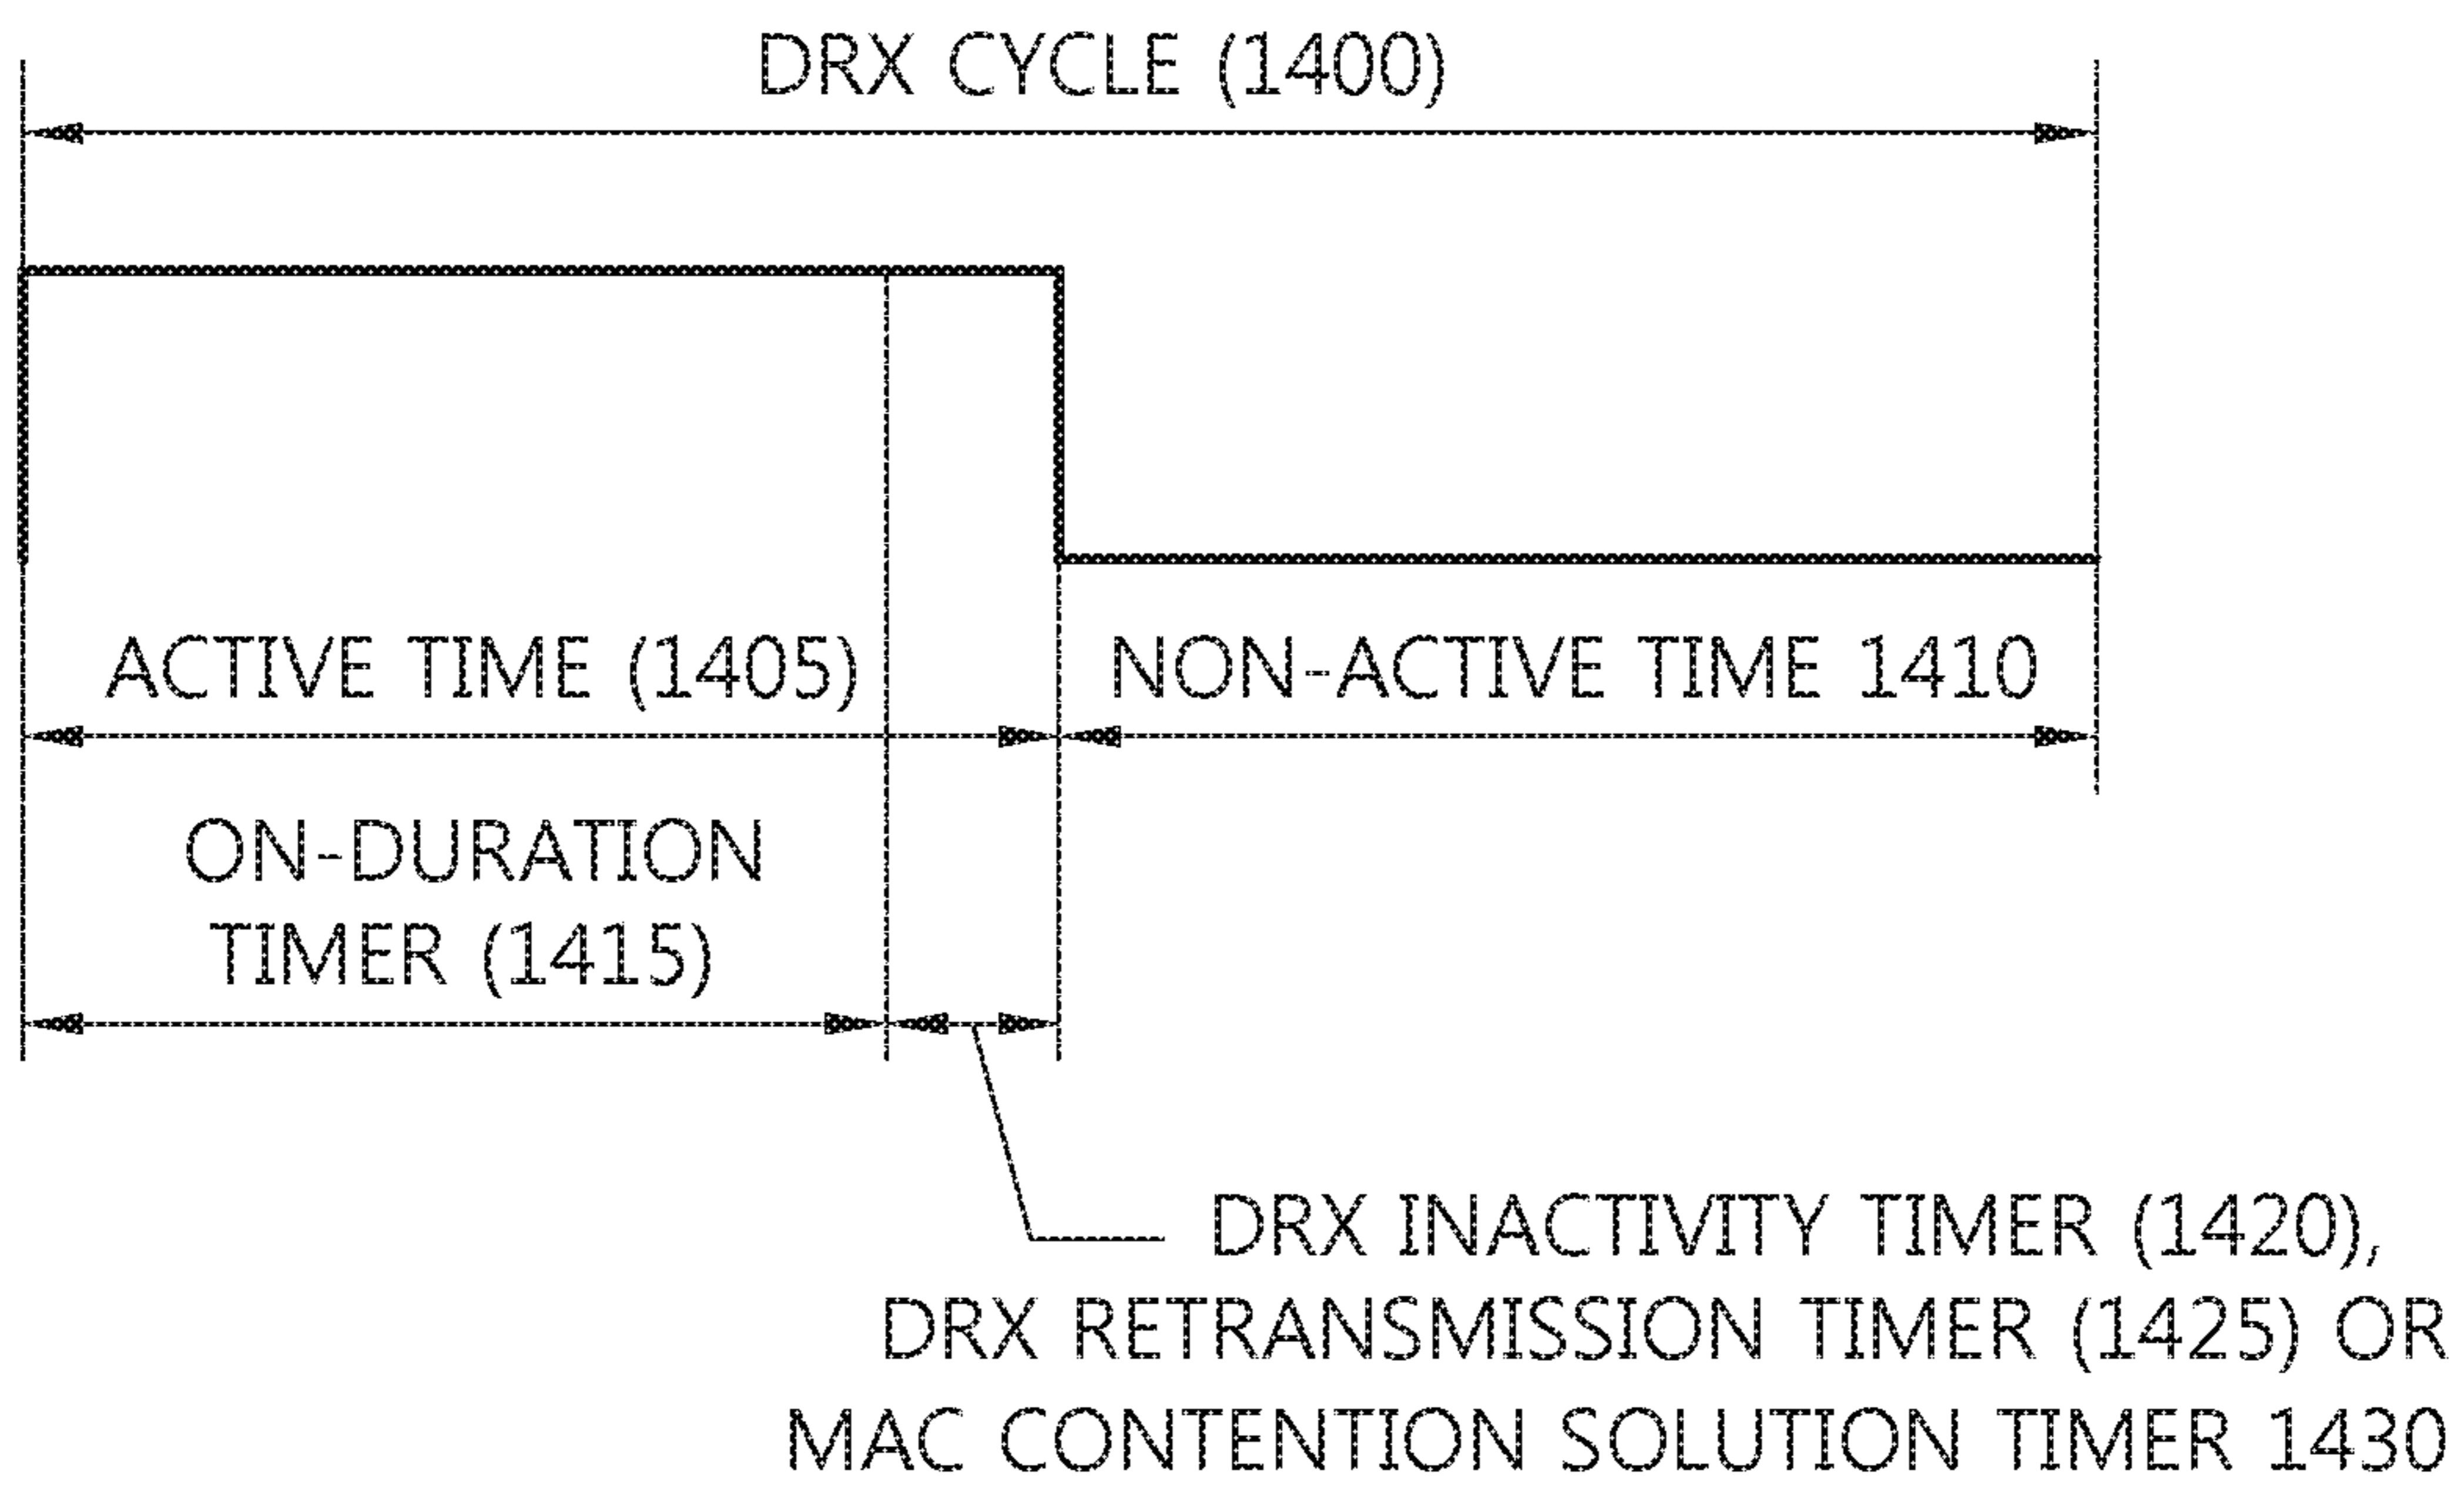 DRX CYCLE (1400)
ACTIVE TIME (1405)
NON-ACTIVE TIME 1410
ON-DURATION
TIMER (1415)
DRX INACTIVITY TIMER (1420),
DRX RETRANSMISSION TIMER (1425) OR
MAC CONTENTION SOLUTION TIMER 1430